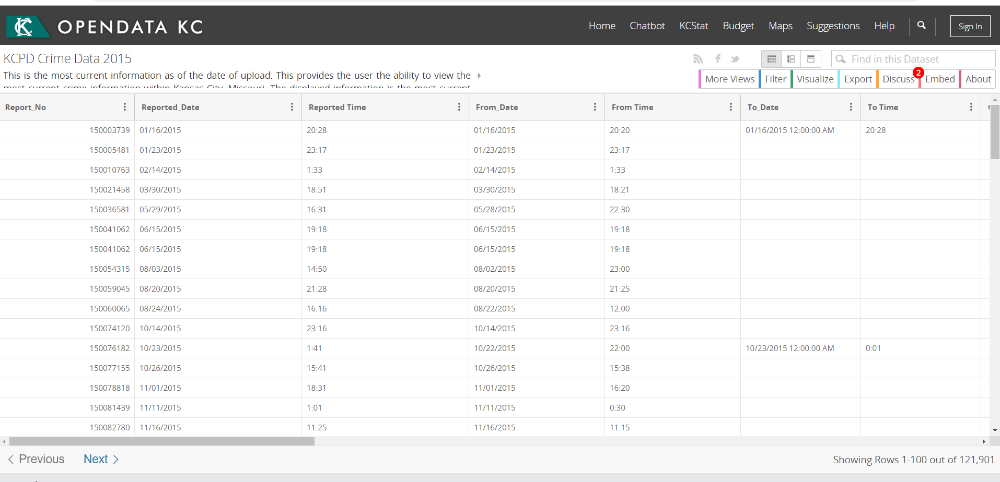 KC OPENDATA KC Home Chatbot KCStat Budget Maps Suggestions Help Sign In
KCPD Crime Data 2015 Find in this Dataset
This is the most current information as of the date of upload. This provides the user the ability to view the
most current crime information within Kansas City, Missouri. The displayed information is the most current
More Views Filter Visualize Export Discuss 2 Embed About
Report_No Reported_Date Reported Time From_Date From Time To_Date To Time
150003739 01/16/2015 20:28 01/16/2015 20:20 01/16/2015 12:00:00 AM 20:28
150005481 01/23/2015 23:17 01/23/2015 23:17
150010763 02/14/2015 1:33 02/14/2015 1:33
150021458 03/30/2015 18:51 03/30/2015 18:21
150036581 05/29/2015 16:31 05/28/2015 22:30
150041062 06/15/2015 19:18 06/15/2015 19:18
150041062 06/15/2015 19:18 06/15/2015 19:18
150054315 08/03/2015 14:50 08/02/2015 23:00
150059045 08/20/2015 21:28 08/20/2015 21:25
150060065 08/24/2015 16:16 08/22/2015 12:00
150074120 10/14/2015 23:16 10/14/2015 23:16
150076182 10/23/2015 1:41 10/22/2015 22:00 10/23/2015 12:00:00 AM 0:01
150077155 10/26/2015 15:41 10/26/2015 15:38
150078818 11/01/2015 18:31 11/01/2015 16:20
150081439 11/11/2015 1:01 11/11/2015 0:30
150082780 11/16/2015 11:25 11/16/2015 11:15
Previous Next Showing Rows 1-100 out of 121,901